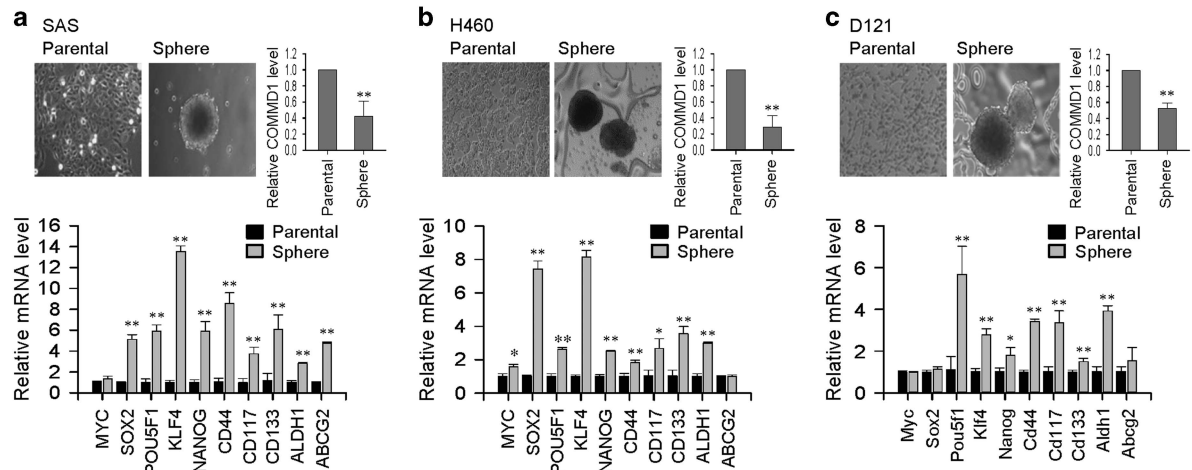 a SAS
Parental Sphere
Relative COMMD1 level
1.2
1.0
0.8
0.6
0.4
0.2
0.0
**
Parental
Sphere
Relative mRNA level
16
14
12
10
8
6
4
2
0
Parental
Sphere
** ** ** ** ** ** ** ** **
MYC SOX2 POU5F1 KLF4 NANOG CD44 CD117 CD133 ALDH1 ABCG2
b H460
Parental Sphere
Relative COMMD1 level
1.2
1.0
0.8
0.6
0.4
0.2
0.0
**
Parental
Sphere
Relative mRNA level
10
8
6
4
2
0
Parental
Sphere
* ** ** ** ** ** * ** **
MYC SOX2 POU5F1 KLF4 NANOG CD44 CD117 CD133 ALDH1 ABCG2
c D121
Parental Sphere
Relative COMMD1 level
1.2
1.0
0.8
0.6
0.4
0.2
0.0
**
Parental
Sphere
Relative mRNA level
8
6
4
2
0
Parental
Sphere
** ** * ** ** ** **
Myc Sox2 Pou5f1 Klf4 Nanog Cd44 Cd117 Cd133 Aldh1 Abcg2